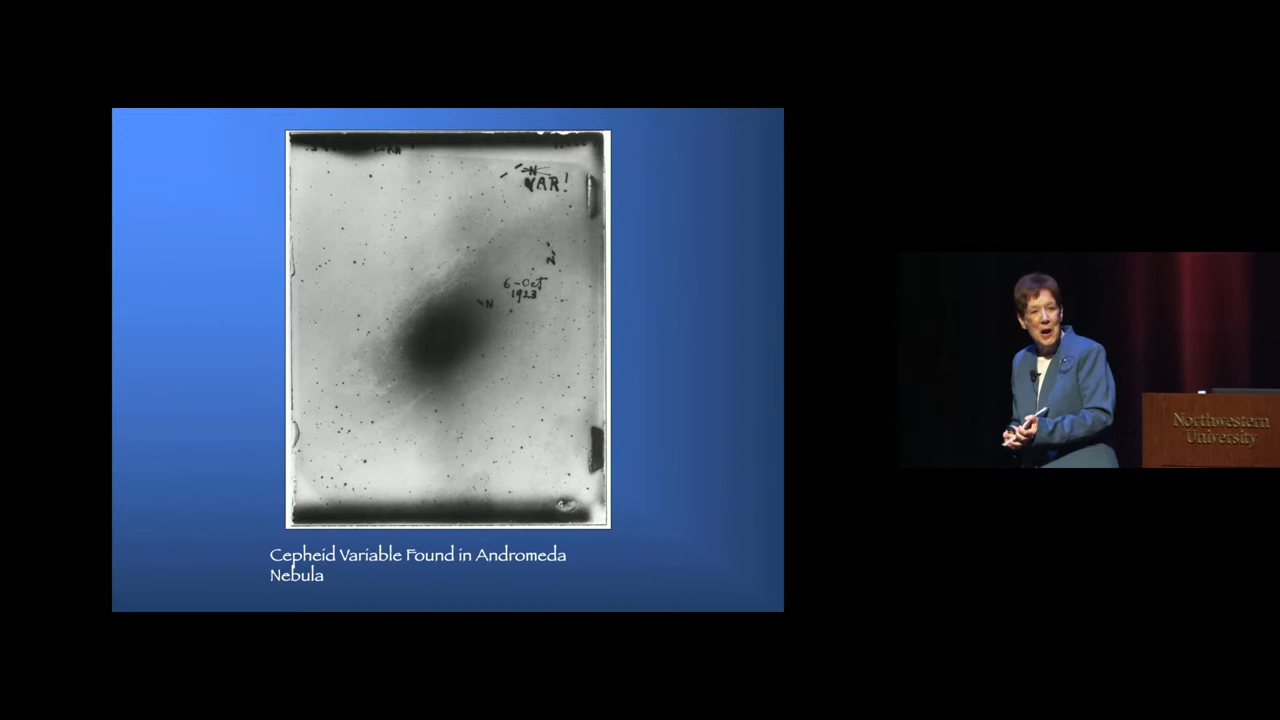 N
VAR!
N
6-Oct
1923
N
Cepheid Variable Found in Andromeda
Nebula
Northwestern
University